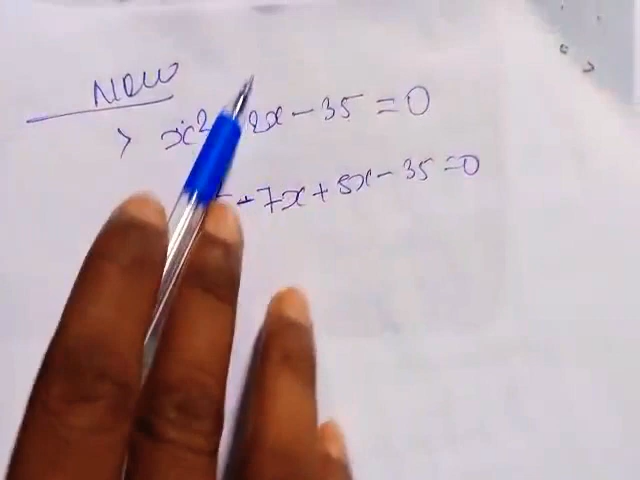 New
> x² 2x - 35 = 0
- 7x + 5x - 35 = 0